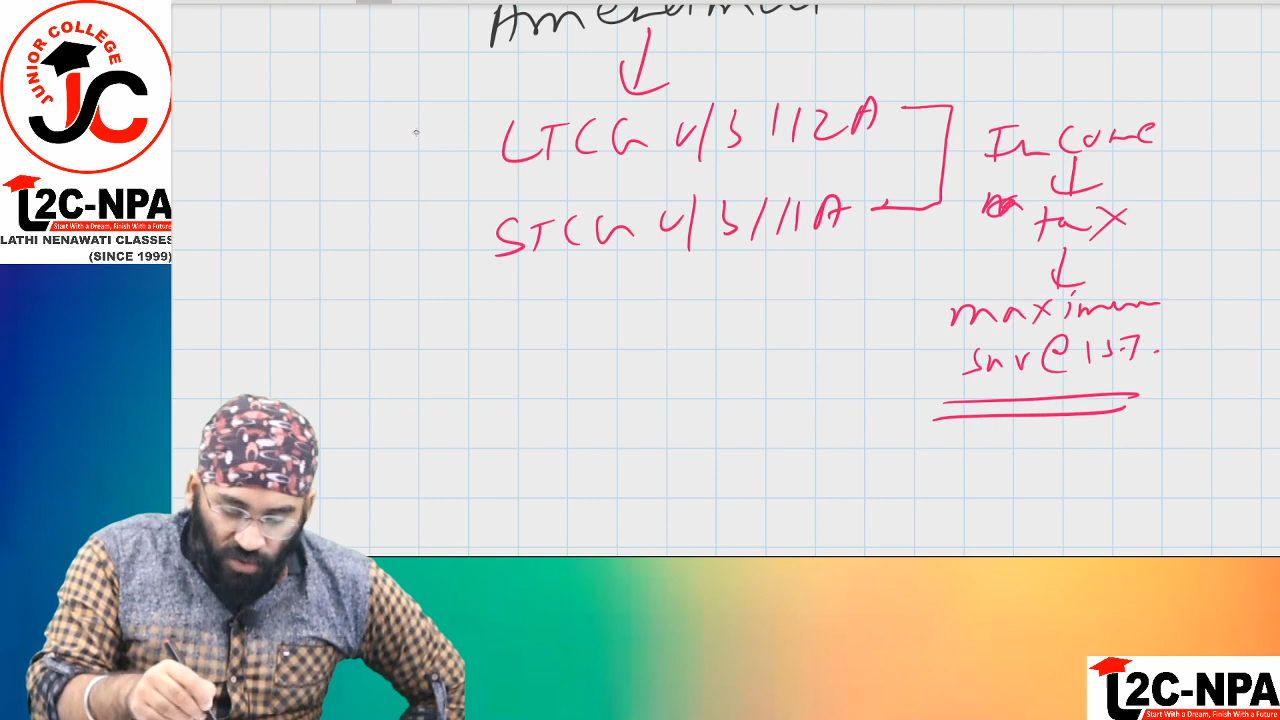 JUNIOR COLLEGE
JC
L2C-NPA
Start With a Dream, Finish With a Future
LATHI NENAWATI CLASSES
(SINCE 1999)
LTCG u/s 112A
STCG u/s 111A
Income
tax
maximum
Sur @ 15%.
L2C-NPA
Start With a Dream, Finish With a Future